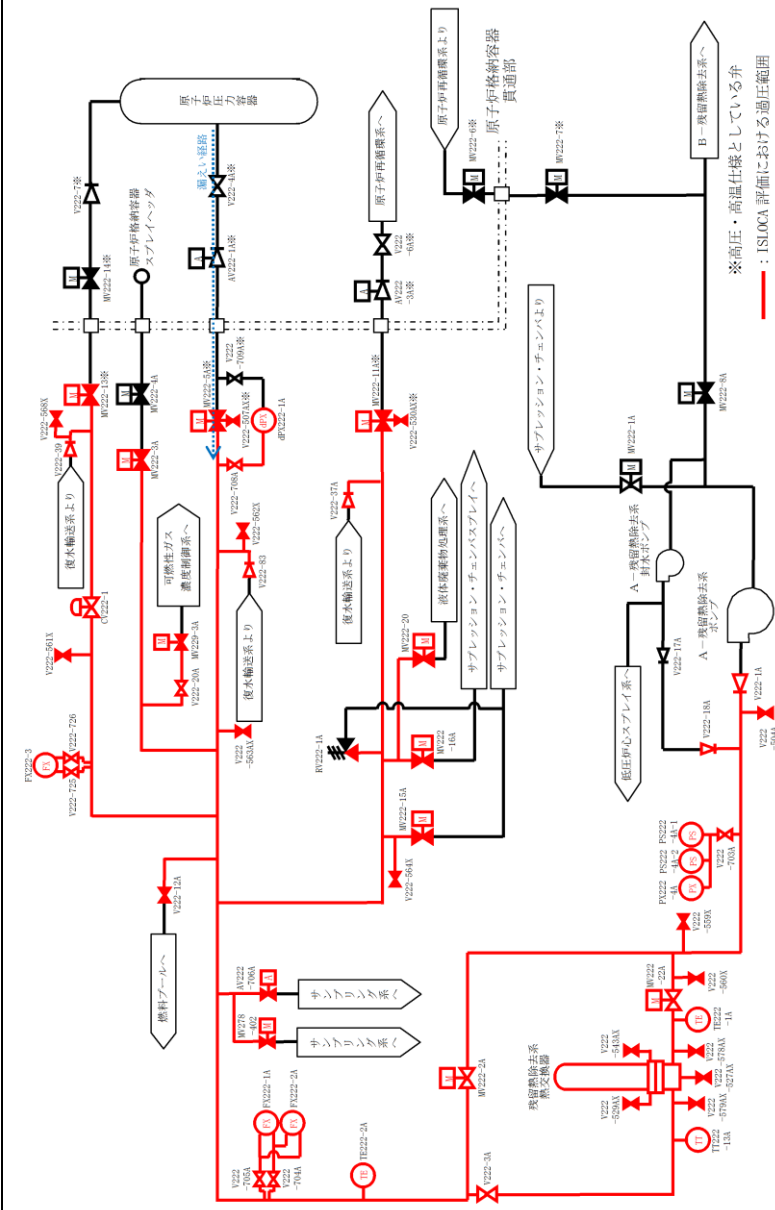 原子炉圧力容器
V222-7※
MV222-14※
原子炉格納容器
スプレイヘッダ
漏えい経路
V222-4A※
AV222-1A※
A
M
原子炉再循環系へ
V222
-6A※
AV222
-3A※
A
原子炉再循環系より
MV222-6※
M
原子炉格納容器
貫通部
MV222-7※
M
B－残留熱除去系へ
※高圧・高温仕様としている弁
：ISLOCA 評価における過圧範囲
MV222-13※
M
V222-568X
V222-39
復水輸送系より
CV222-1
V222-561X
FX222-3
FX
V222-726
V222-725
MV222-4A
M
MV222-3A
M
可燃性ガス
濃度制御系へ
MV229-3A
M
V222-20A
MV222-5A※
M
V222-507AX※
V222
-709A※
dPX
dPX222-1A
V222-708A
V222-562X
V222-83
復水輸送系より
V222
-563AX
MV222-11A※
M
V222-530AX※
V222-37A
復水輸送系より
液体廃棄物処理系へ
サプレッション・チェンバスプレイへ
サプレッション・チェンバへ
MV222-20
M
RV222-1A
MV222
-16A
M
MV222-15A
M
V222-564X
サプレッション・チェンバより
MV222-1A
M
MV222-8A
M
A－残留熱除去系
封水ポンプ
A－残留熱除去系
ポンプ
V222-17A
低圧炉心スプレイ系へ
V222-18A
V222-1A
V222
-504A
PS222
-4A-1
PS222
-4A-2
PX222
-4A
PS
PS
PX
V222
-703A
V222
-559X
V222-12A
燃料プールへ
AV222
-706A
A
MV278
-402
M
サンプリング系へ
サンプリング系へ
FX222-1A
FX222-2A
FX
FX
V222
-705A
V222
-704A
TE222-2A
TE
MV222-2A
M
V222-3A
残留熱除去系
熱交換器
V222
-543AX
V222
-529AX
MV222
-22A
M
V222
-560X
TE
TE222
-1A
V222
-578AX
V222
-527AX
V222
-579AX
TT
TT222
-13A